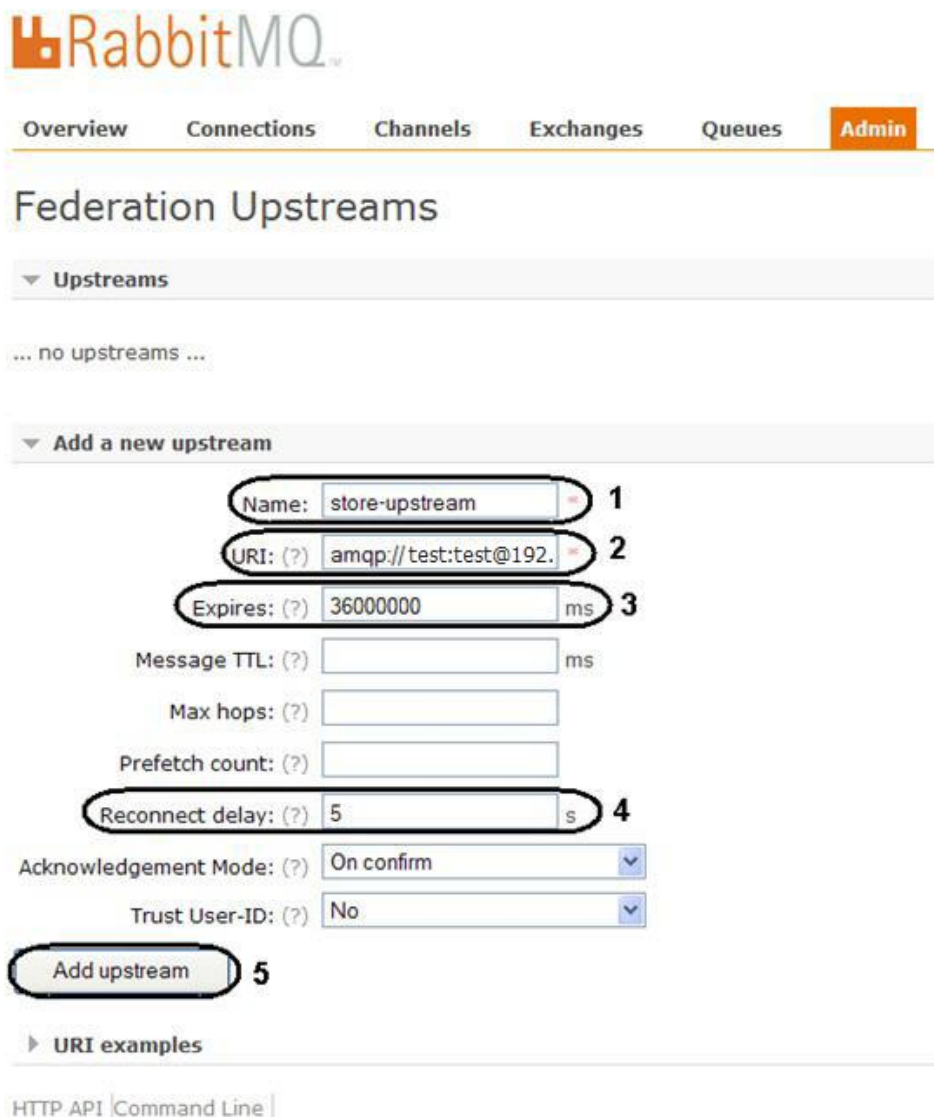 RabbitMQ™
Overview Connections Channels Exchanges Queues Admin
Federation Upstreams
Upstreams
... no upstreams ...
Add a new upstream
Name: store-upstream * 1
URI: (?) amqp://test:test@192. * 2
Expires: (?) 36000000 ms 3
Message TTL: (?) ms
Max hops: (?)
Prefetch count: (?)
Reconnect delay: (?) 5 s 4
Acknowledgement Mode: (?) On confirm
Trust User-ID: (?) No
Add upstream 5
URI examples
HTTP API Command Line